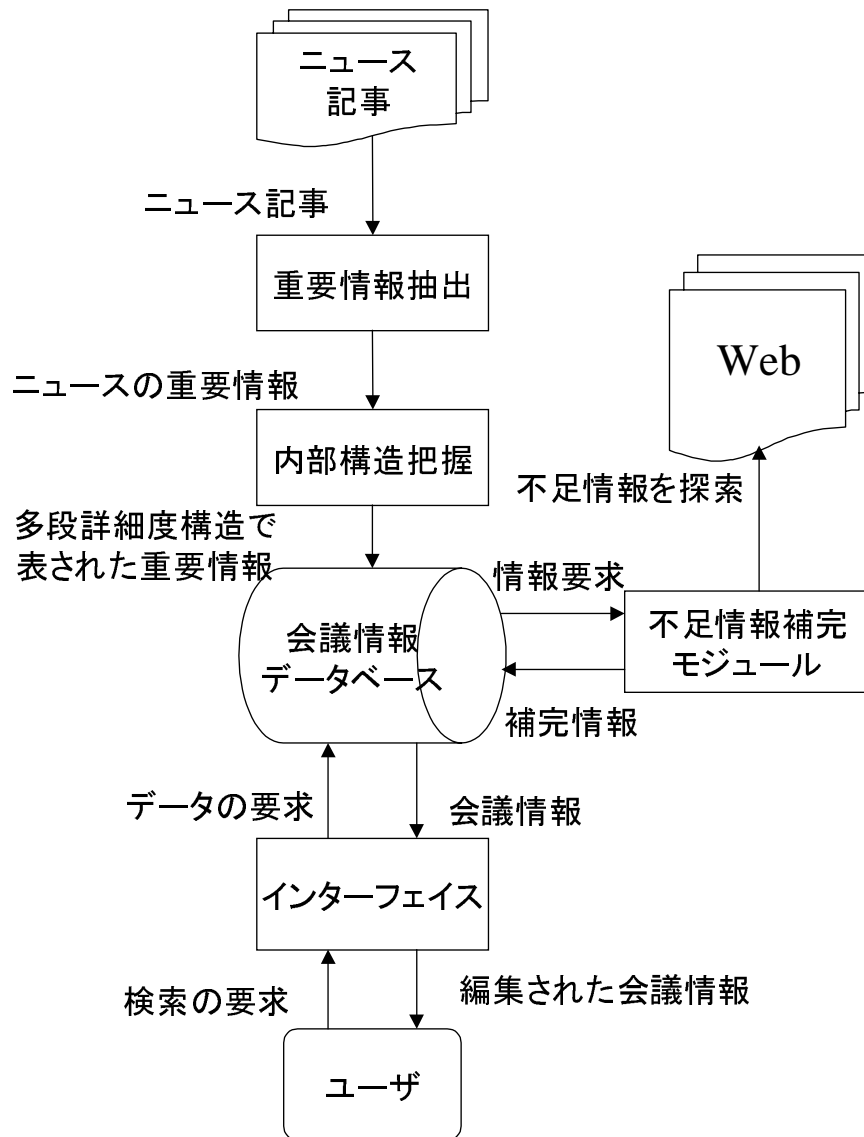 ニュース
記事
ニュース記事
重要情報抽出
ニュースの重要情報
Web
内部構造把握
不足情報を探索
多段詳細度構造で
表された重要情報
情報要求
会議情報
データベース
不足情報補完
モジュール
補完情報
データの要求
会議情報
インターフェイス
検索の要求
編集された会議情報
ユーザ